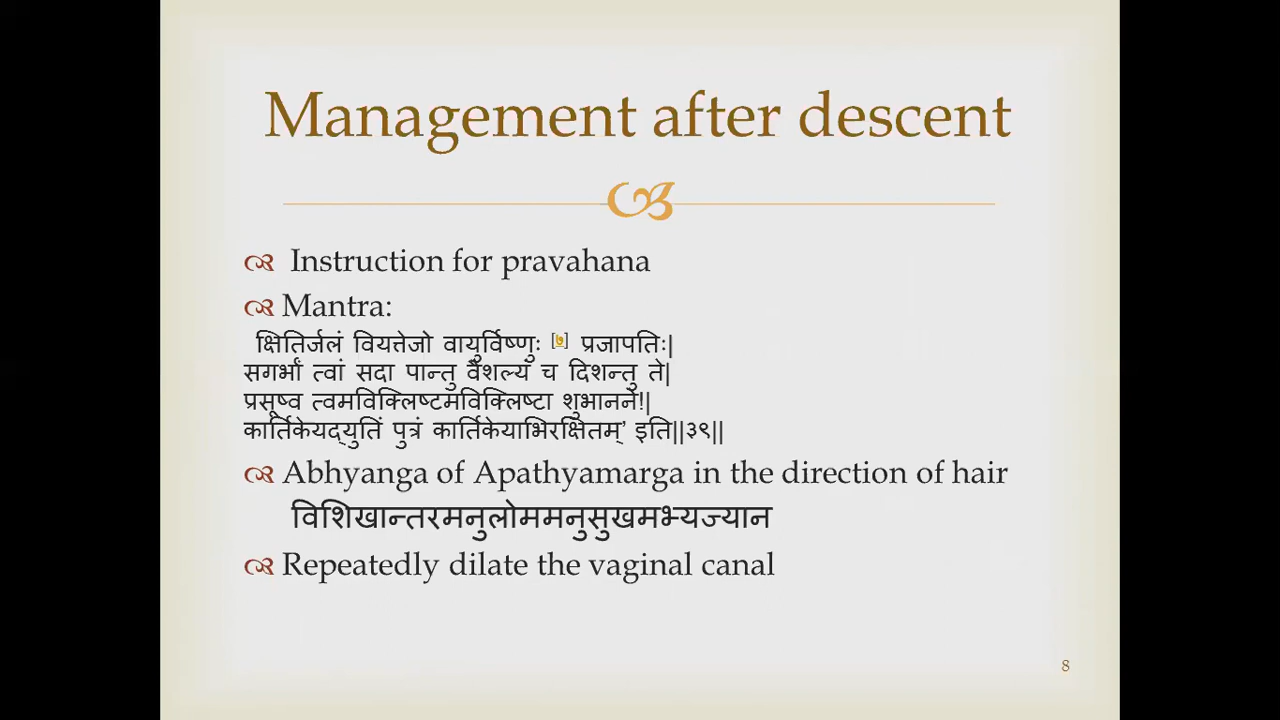 Management after descent
Instruction for pravahana
Mantra:
क्षितिर्जलं वियत्तेजो वायुर्विष्णुः [७] प्रजापतिः|
सगर्भां त्वां सदा पान्तु वैशल्यं च दिशन्तु ते|
प्रसूष्व त्वमविक्लिष्टमविक्लिष्टा शुभानने!|
कार्तिकेयद्युतिं पुत्रं कार्तिकेयाभिरक्षितम्’ इति||३९||
Abhyanga of Apathyamarga in the direction of hair
विशिखान्तरमनुलोममनुसुखमभ्यज्यान
Repeatedly dilate the vaginal canal
8